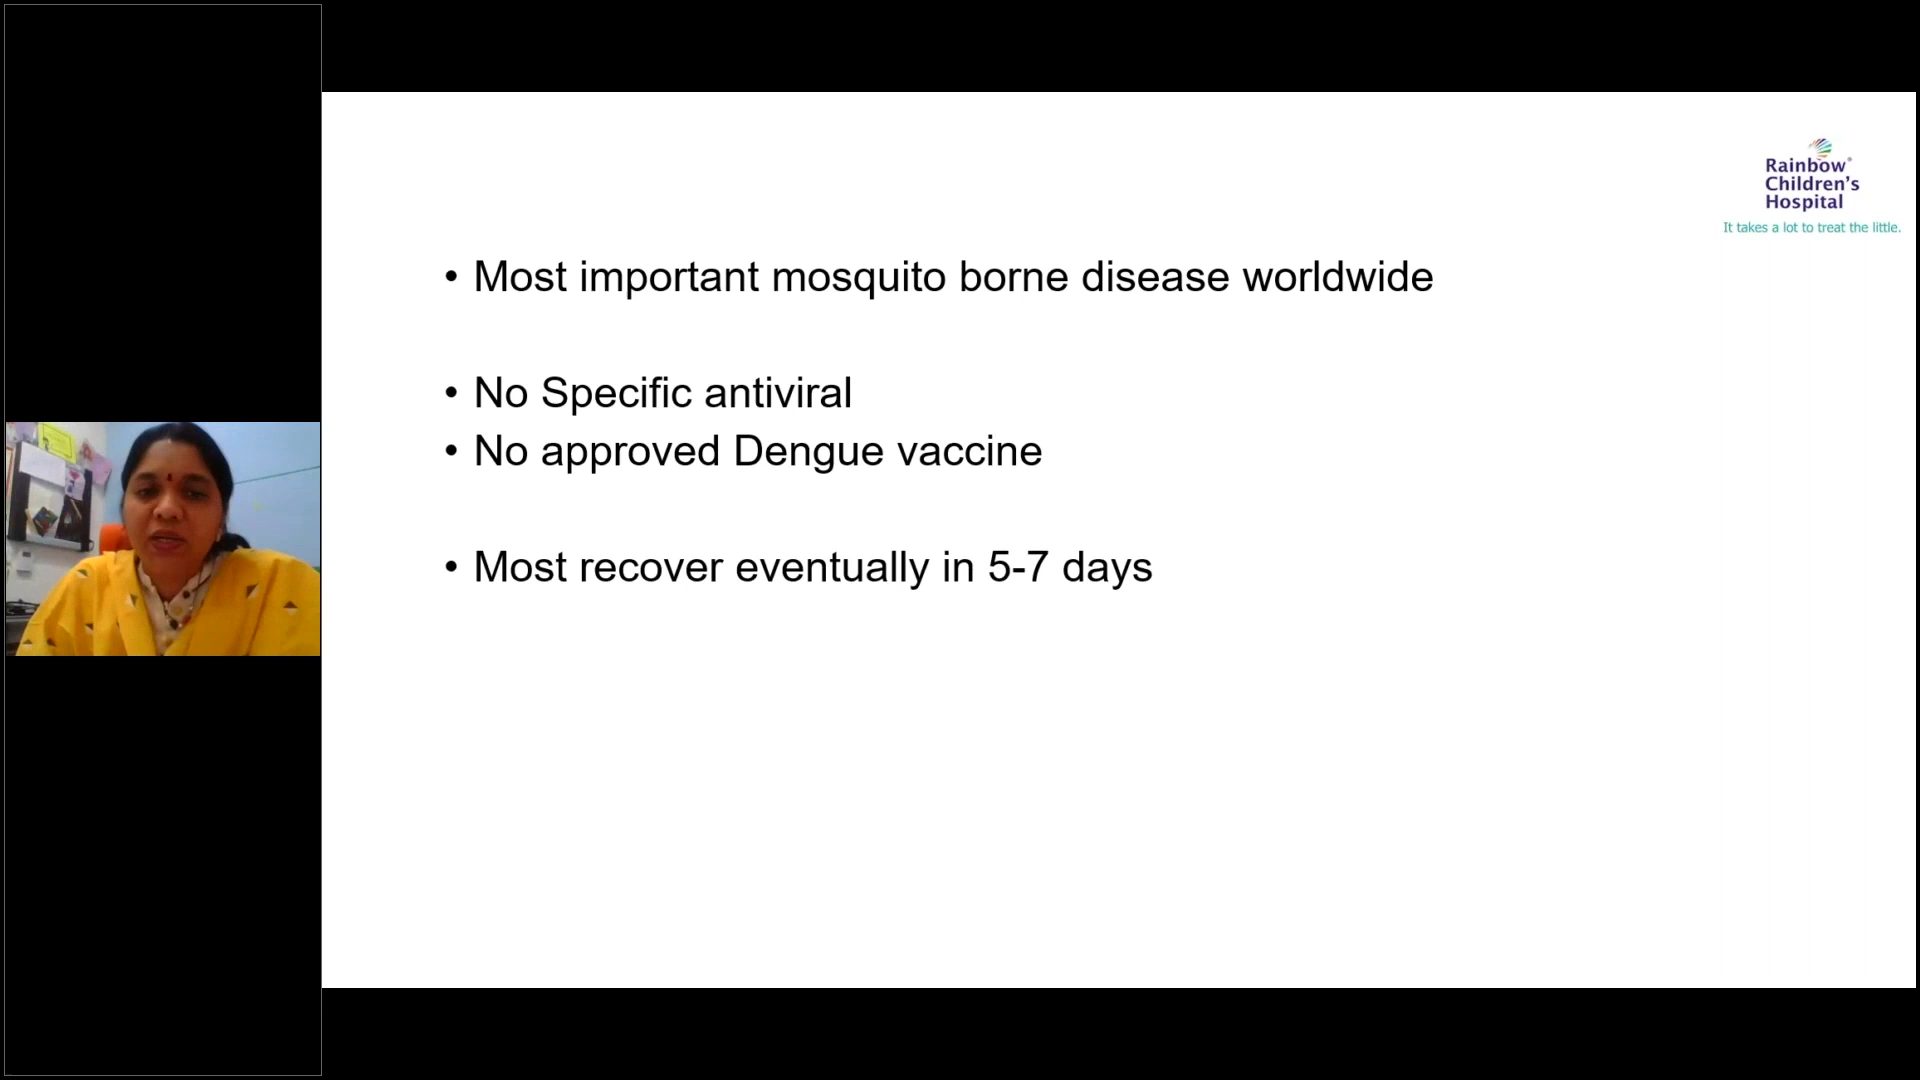 Rainbow®
Children's
Hospital
It takes a lot to treat the little.
• Most important mosquito borne disease worldwide
• No Specific antiviral
• No approved Dengue vaccine
• Most recover eventually in 5-7 days